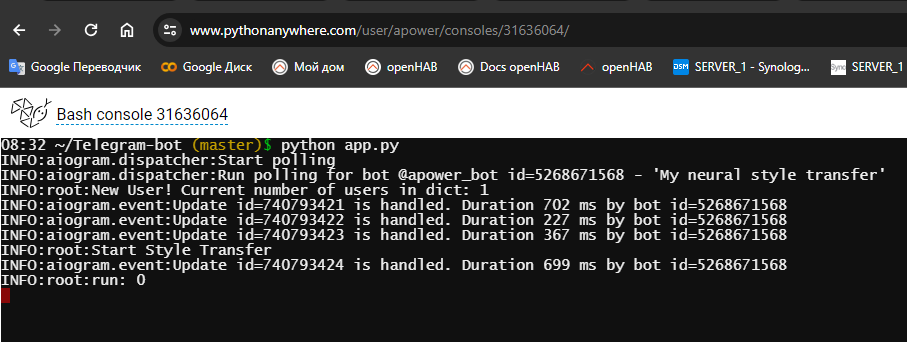 www.pythonanywhere.com/user/apower/consoles/31636064/
Google Переводчик Google Диск Мой дом openHAB Docs openHAB openHAB DSM SERVER_1 - Synolog... Syno SERVER_1
Bash console 31636064
08:32 ~/Telegram-bot (master)$ python app.py
INFO:aiogram.dispatcher:Start polling
INFO:aiogram.dispatcher:Run polling for bot @apower_bot id=5268671568 - 'My neural style transfer'
INFO:root:New User! Current number of users in dict: 1
INFO:aiogram.event:Update id=740793421 is handled. Duration 702 ms by bot id=5268671568
INFO:aiogram.event:Update id=740793422 is handled. Duration 227 ms by bot id=5268671568
INFO:aiogram.event:Update id=740793423 is handled. Duration 367 ms by bot id=5268671568
INFO:root:Start Style Transfer
INFO:aiogram.event:Update id=740793424 is handled. Duration 699 ms by bot id=5268671568
INFO:root:run: 0